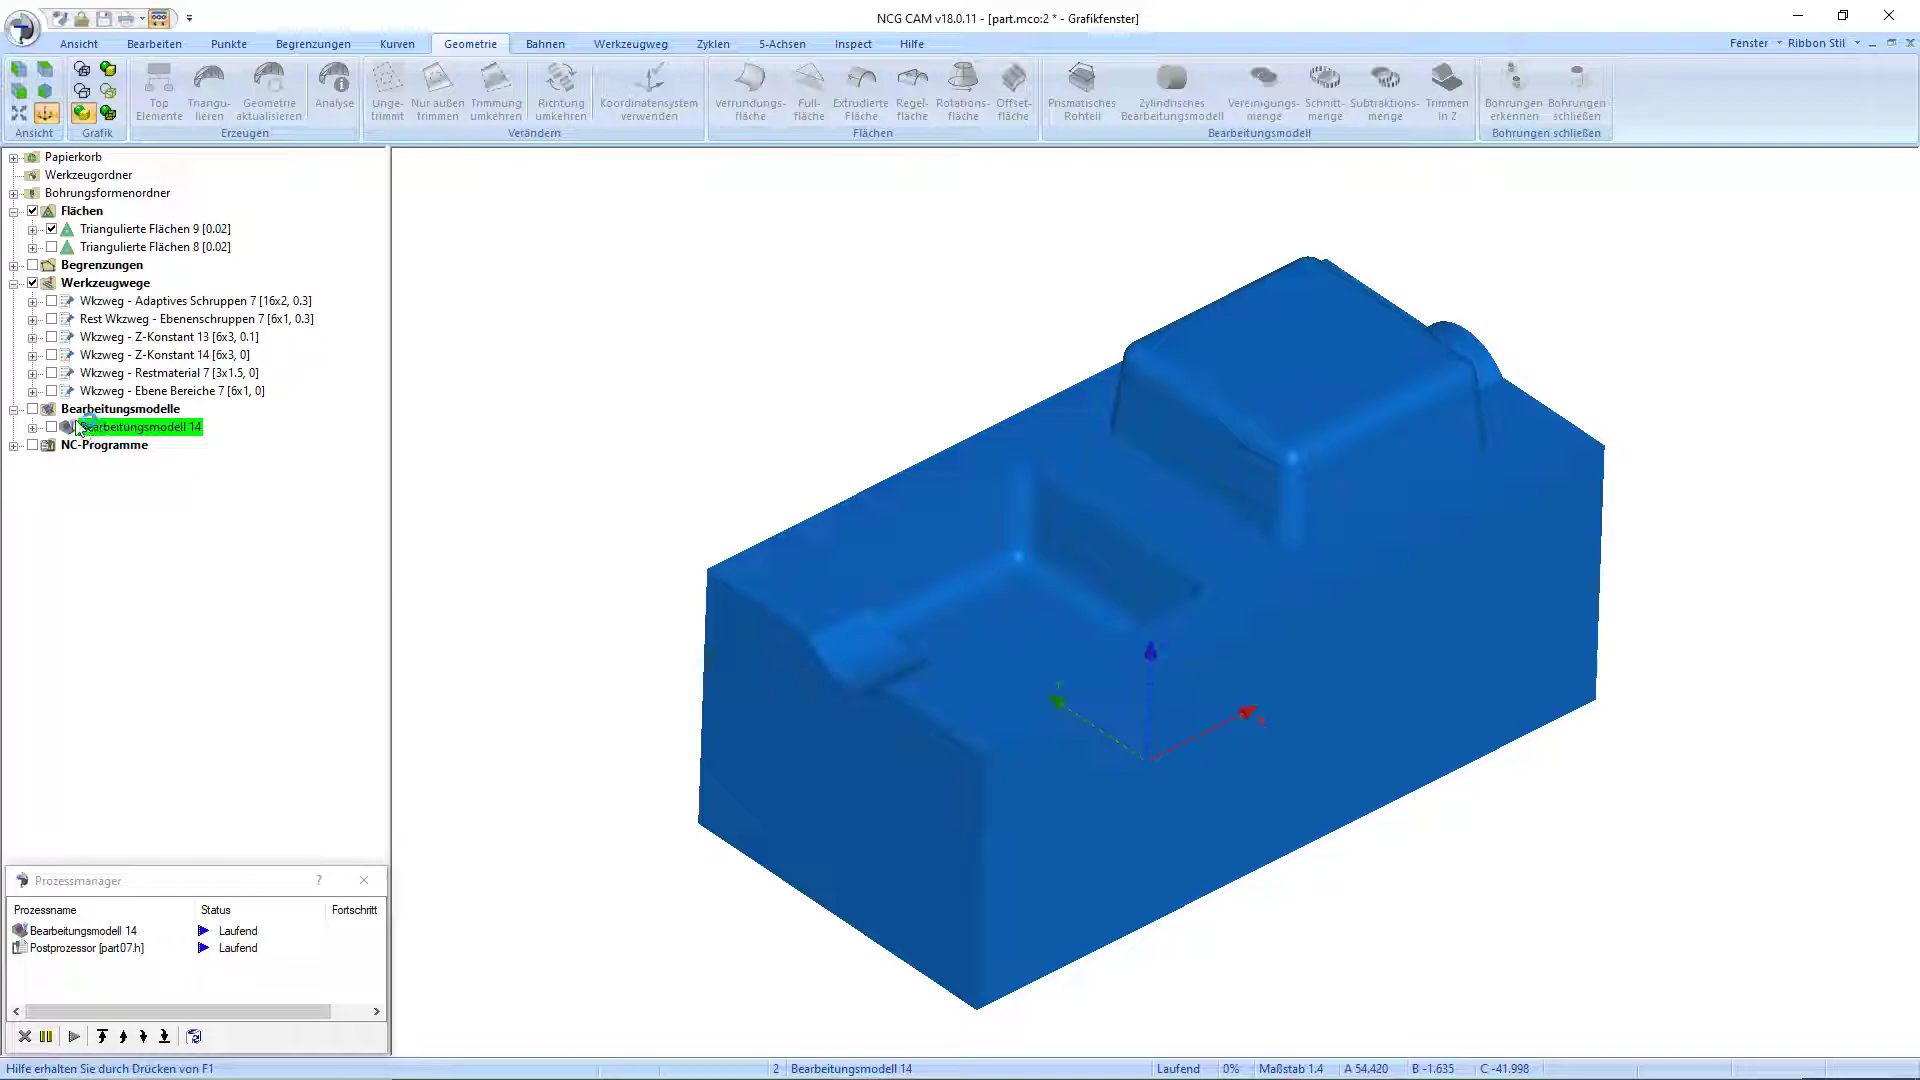 NCG CAM v18.0.11 - [part.mco:2 * - Grafikfenster]
Ansicht Bearbeiten Punkte Begrenzungen Kurven Geometrie Bahnen Werkzeugweg Zyklen 5-Achsen Inspect Hilfe Fenster Ribbon Stil
Top Elemente
Triangu-lieren
Geometrie aktualisieren
Analyse
Unge-trimmt
Nur außen trimmen
Trimmung umkehren
Richtung umkehren
Koordinatensystem verwenden
Verrundungs-fläche
Füll-fläche
Extrudierte Fläche
Regel-fläche
Rotations-fläche
Offset-fläche
Prismatisches Rohteil
Zylindrisches Bearbeitungsmodell
Vereinigungs-menge
Schnitt-menge
Subtraktions-menge
Trimmen in Z
Bohrungen erkennen
Bohrungen schließen
Ansicht Grafik Erzeugen Verändern Flächen Bearbeitungsmodell Bohrungen schließen
Papierkorb
Werkzeugordner
Bohrungsformenordner
Flächen
Triangulierte Flächen 9 [0.02]
Triangulierte Flächen 8 [0.02]
Begrenzungen
Werkzeugwege
Wkzweg - Adaptives Schruppen 7 [16x2, 0.3]
Rest Wkzweg - Ebenenschruppen 7 [6x1, 0.3]
Wkzweg - Z-Konstant 13 [6x3, 0.1]
Wkzweg - Z-Konstant 14 [6x3, 0]
Wkzweg - Restmaterial 7 [3x1.5, 0]
Wkzweg - Ebene Bereiche 7 [6x1, 0]
Bearbeitungsmodelle
Bearbeitungsmodell 14
NC-Programme
Y
X
Prozessmanager ?
Prozessname Status Fortschritt
Bearbeitungsmodell 14 Laufend
Postprozessor [part07.h] Laufend
Hilfe erhalten Sie durch Drücken von F1 2 Bearbeitungsmodell 14 Laufend 0% Maßstab 1.4 A 54.420 B -1.635 C -41.998